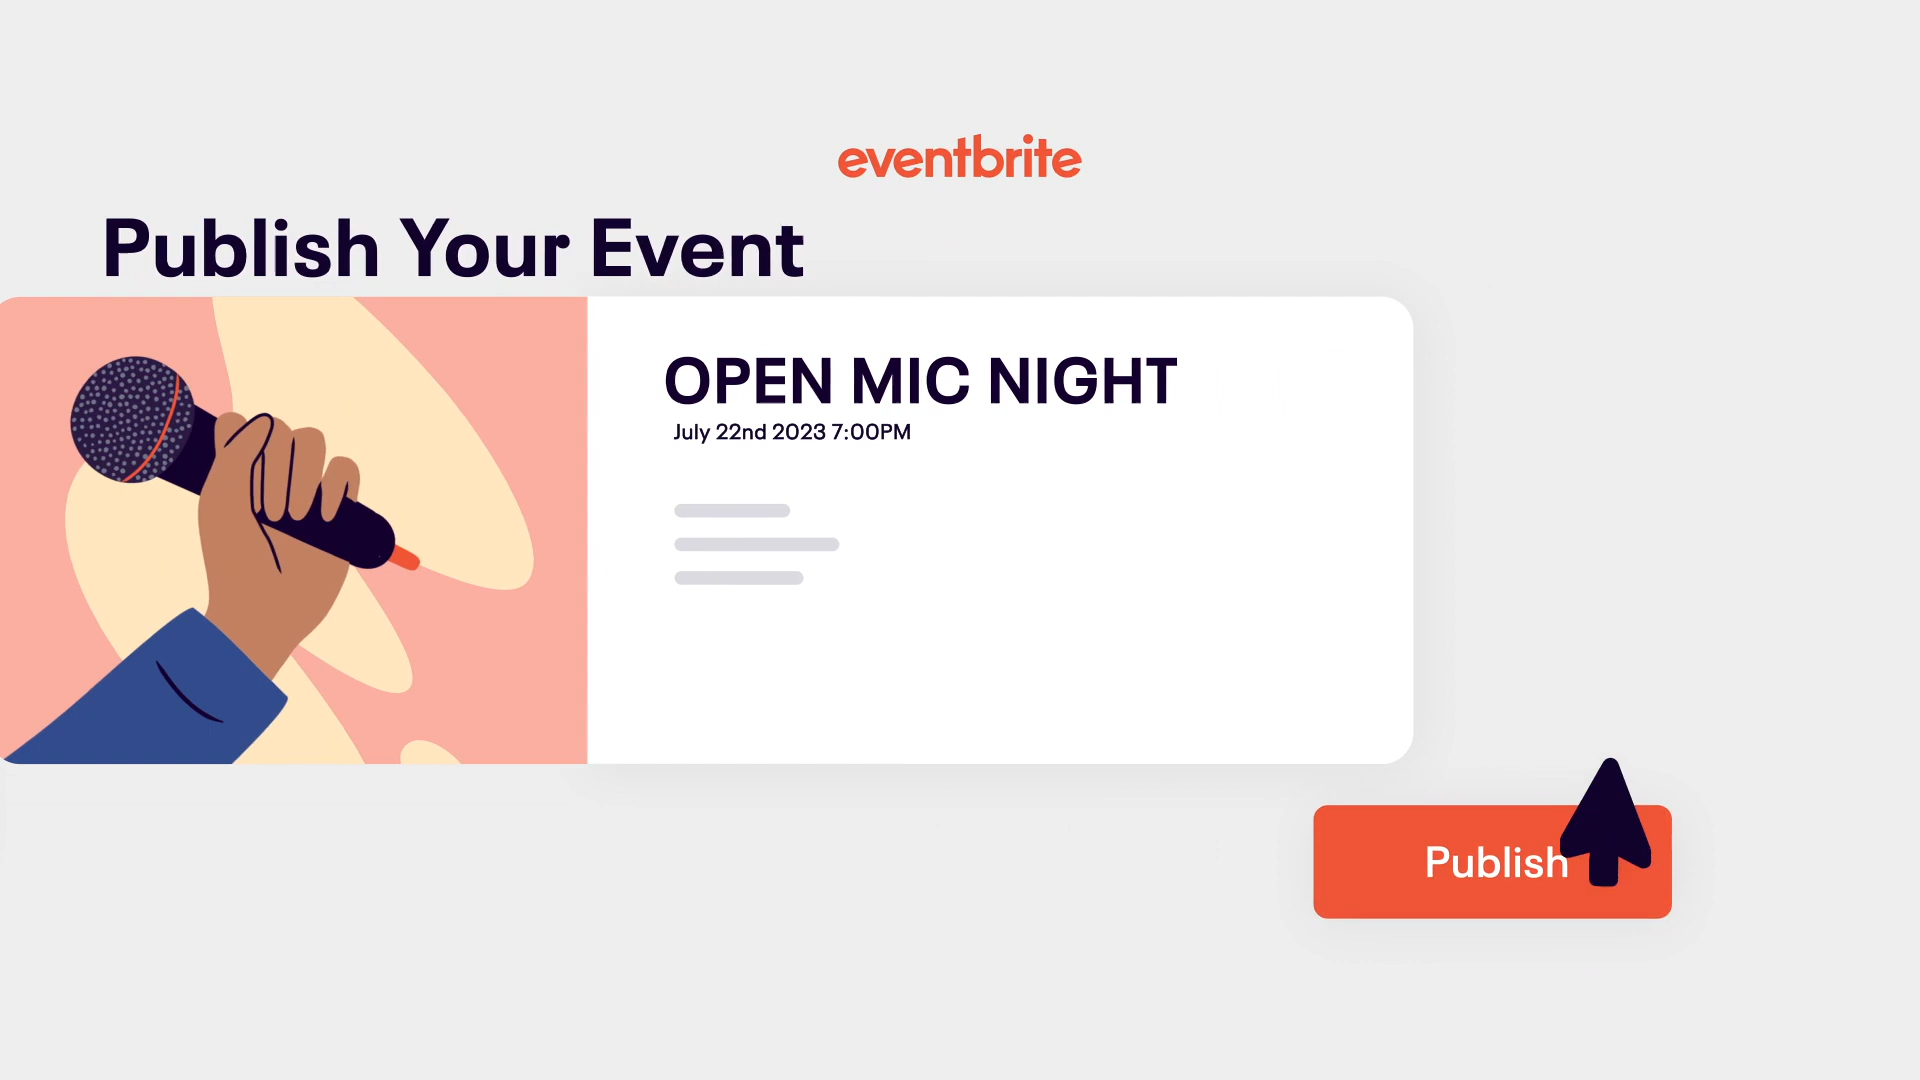 eventbrite
Publish Your Event
OPEN MIC NIGHT
July 22nd 2023 7:00PM
Publish